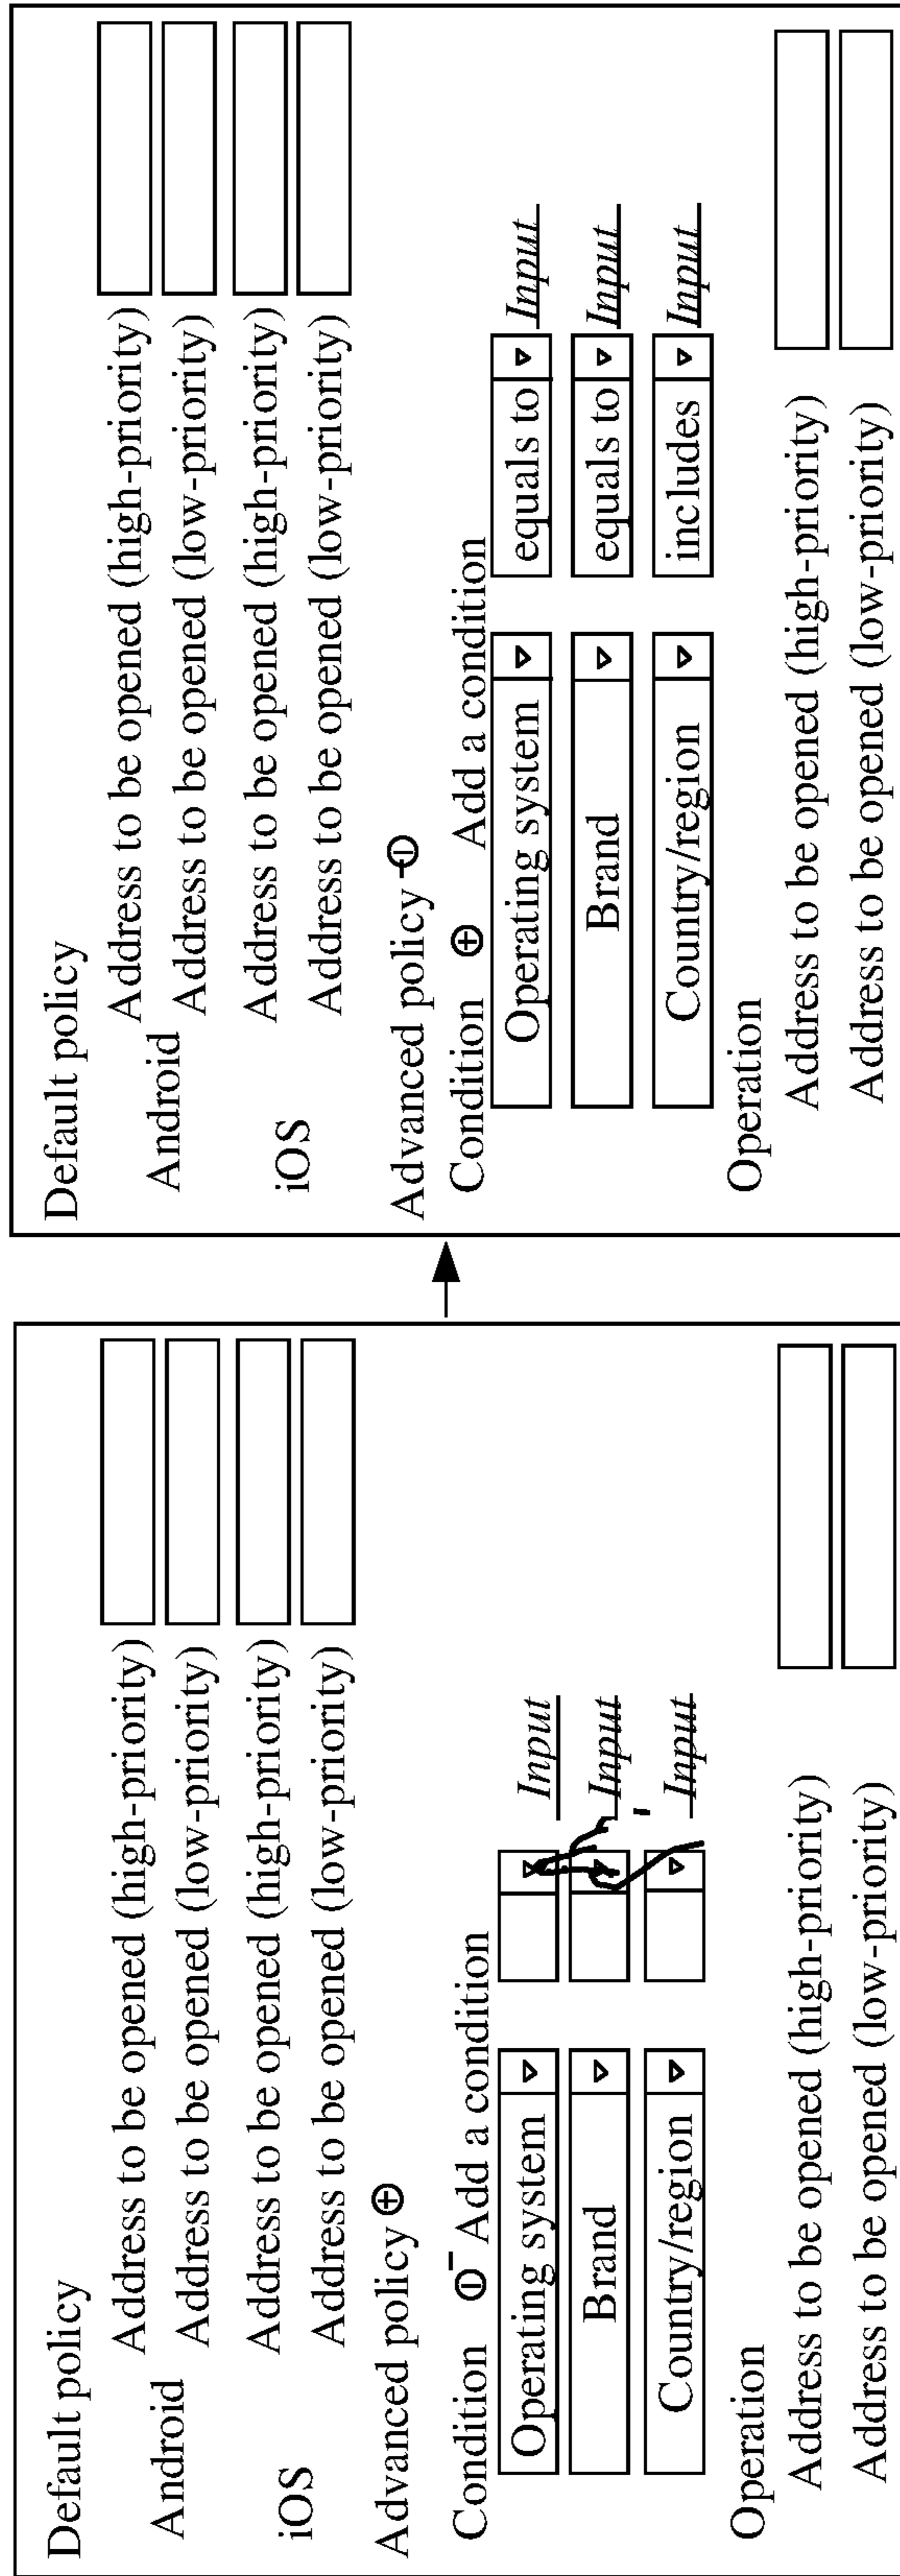 Default policy
Android
Address to be opened (high-priority)
Address to be opened (low-priority)
iOS
Address to be opened (high-priority)
Address to be opened (low-priority)
Advanced policy ⊕
Condition ⊖ Add a condition
Operating system Input
Brand Input
Country/region Input
Operation
Address to be opened (high-priority)
Address to be opened (low-priority)
Default policy
Android
Address to be opened (high-priority)
Address to be opened (low-priority)
iOS
Address to be opened (high-priority)
Address to be opened (low-priority)
Advanced policy ⊖
Condition ⊕ Add a condition
Operating system equals to Input
Brand equals to Input
Country/region includes Input
Operation
Address to be opened (high-priority)
Address to be opened (low-priority)